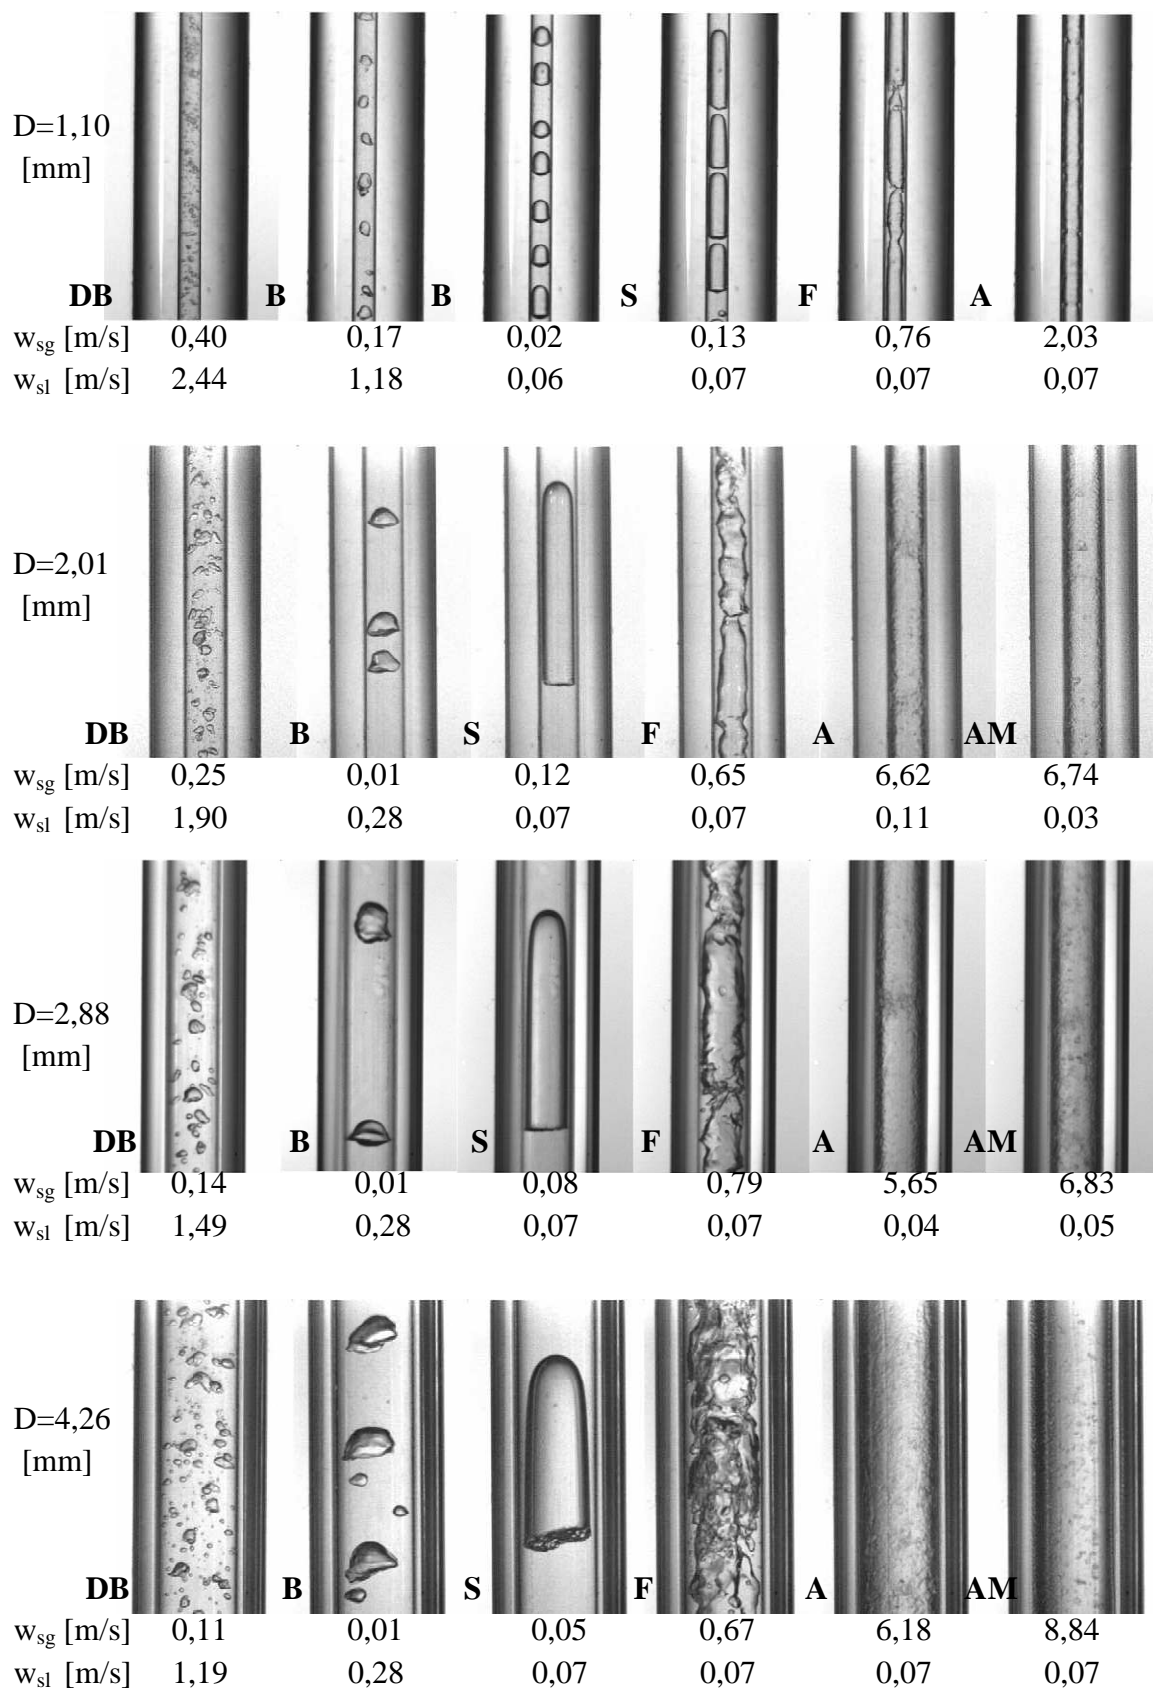 D=1,10
[mm]
DB B B S F A
w_sg [m/s] 0,40 0,17 0,02 0,13 0,76 2,03
w_sl [m/s] 2,44 1,18 0,06 0,07 0,07 0,07
D=2,01
[mm]
DB B S F A AM
w_sg [m/s] 0,25 0,01 0,12 0,65 6,62 6,74
w_sl [m/s] 1,90 0,28 0,07 0,07 0,11 0,03
D=2,88
[mm]
DB B S F A AM
w_sg [m/s] 0,14 0,01 0,08 0,79 5,65 6,83
w_sl [m/s] 1,49 0,28 0,07 0,07 0,04 0,05
D=4,26
[mm]
DB B S F A AM
w_sg [m/s] 0,11 0,01 0,05 0,67 6,18 8,84
w_sl [m/s] 1,19 0,28 0,07 0,07 0,07 0,07